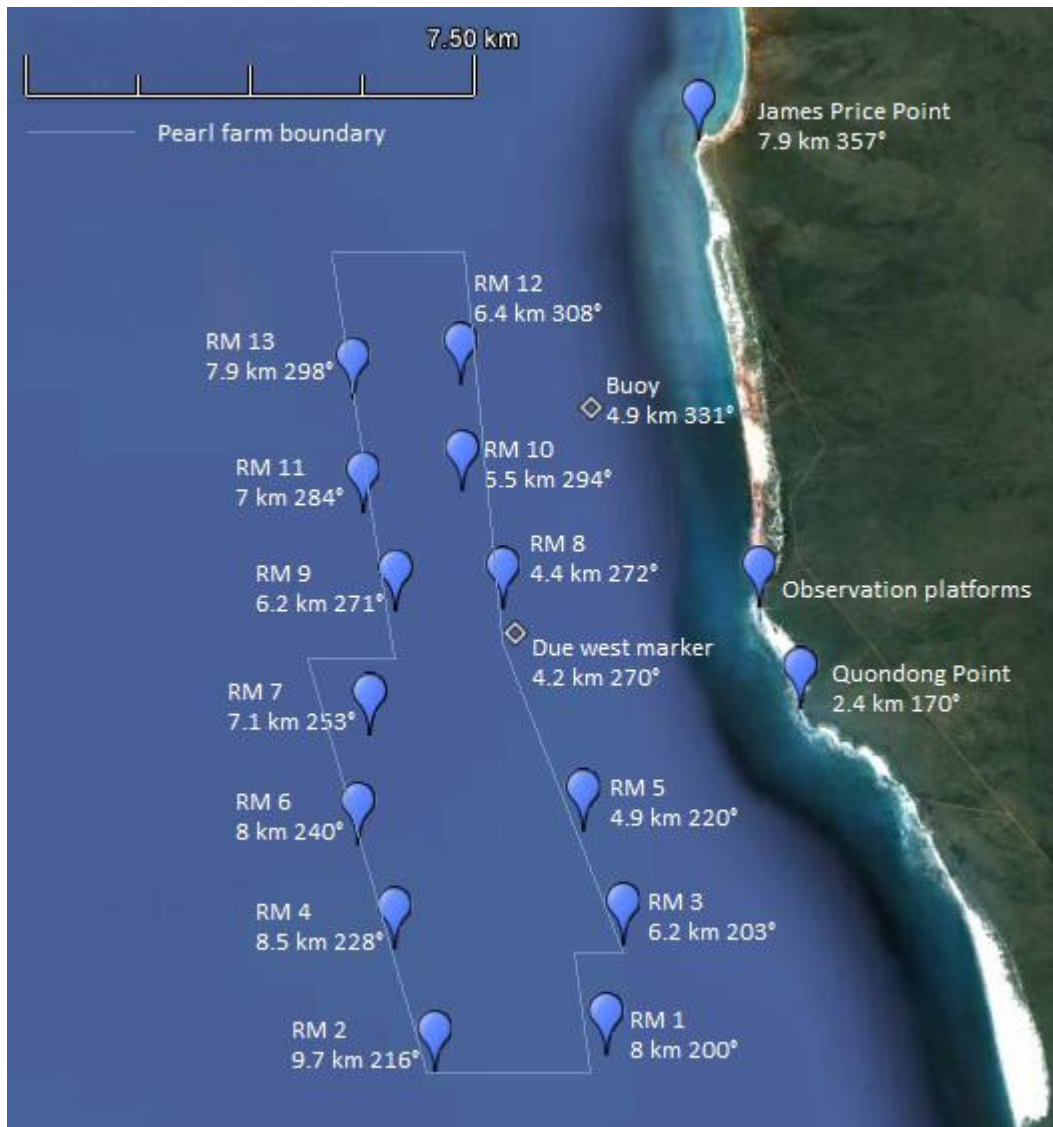 7.50 km
Pearl farm boundary
James Price Point
7.9 km 357°
RM 12
6.4 km 308°
RM 13
7.9 km 298°
Buoy
4.9 km 331°
RM 10
5.5 km 294°
RM 11
7 km 284°
RM 8
4.4 km 272°
RM 9
6.2 km 271°
Observation platforms
Due west marker
4.2 km 270°
Quondong Point
2.4 km 170°
RM 7
7.1 km 253°
RM 5
4.9 km 220°
RM 6
8 km 240°
RM 3
6.2 km 203°
RM 4
8.5 km 228°
RM 1
8 km 200°
RM 2
9.7 km 216°